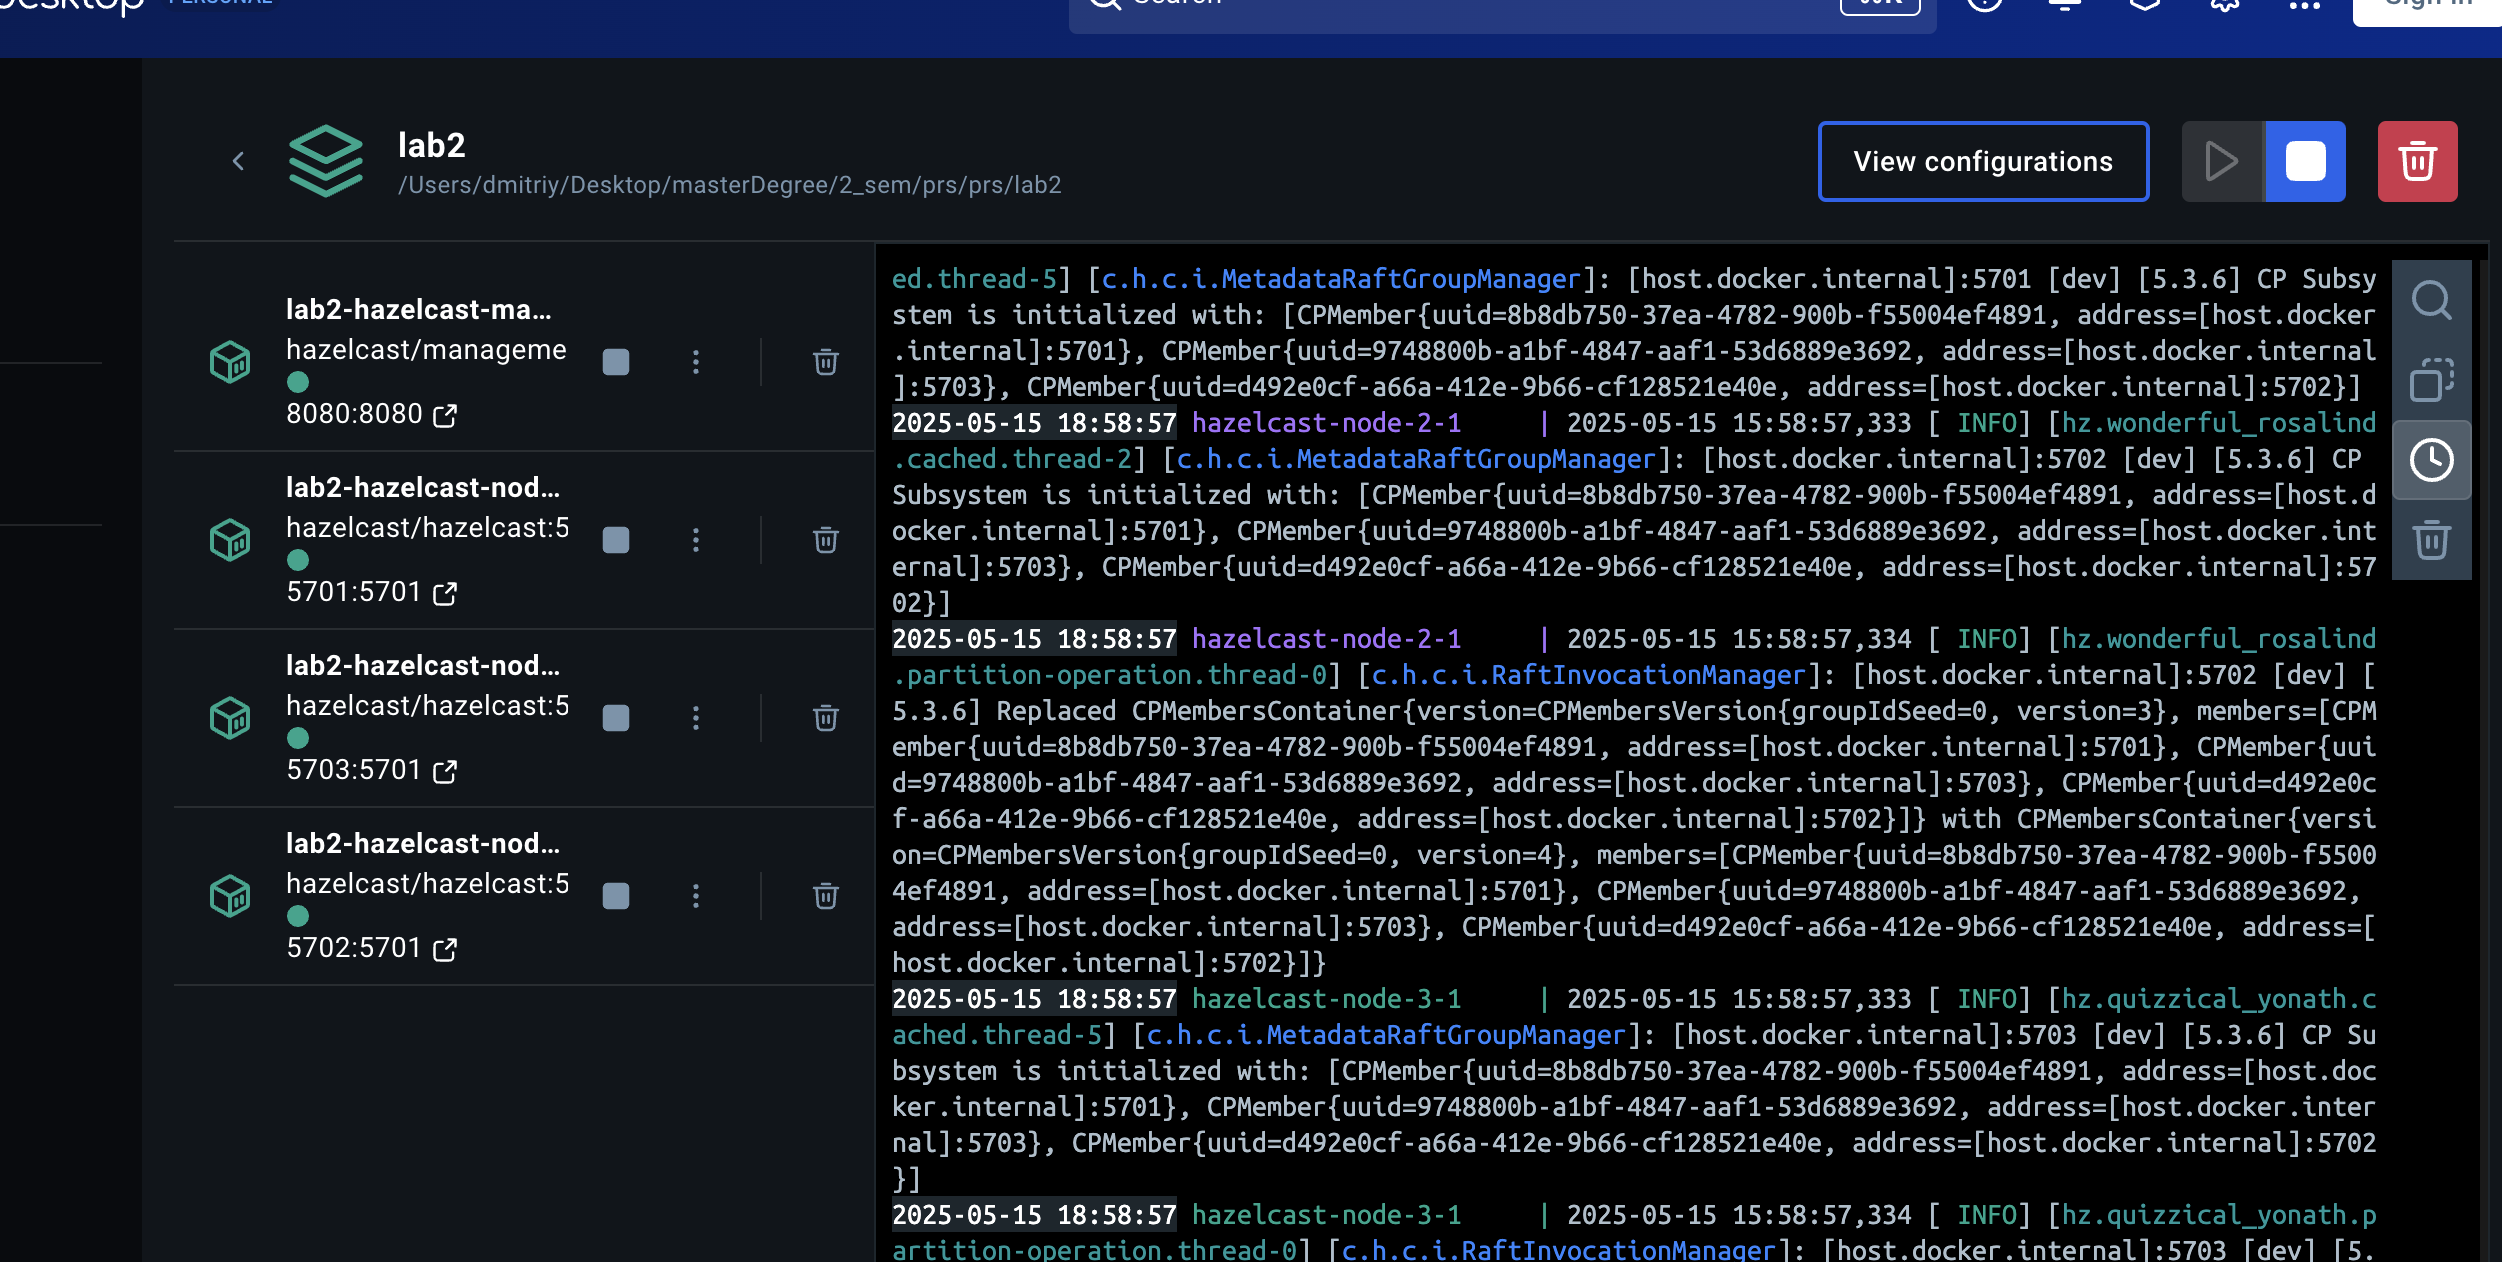 Desktop PERSONAL
Search
⌘K
Sign in
lab2
/Users/dmitriy/Desktop/masterDegree/2_sem/prs/prs/lab2
View configurations
lab2-hazelcast-ma...
hazelcast/manageme
8080:8080
lab2-hazelcast-nod...
hazelcast/hazelcast:5
5701:5701
lab2-hazelcast-nod...
hazelcast/hazelcast:5
5703:5701
lab2-hazelcast-nod...
hazelcast/hazelcast:5
5702:5701
ed.thread-5] [c.h.c.i.MetadataRaftGroupManager]: [host.docker.internal]:5701 [dev] [5.3.6] CP Subsy
stem is initialized with: [CPMember{uuid=8b8db750-37ea-4782-900b-f55004ef4891, address=[host.docker
.internal]:5701}, CPMember{uuid=9748800b-a1bf-4847-aaf1-53d6889e3692, address=[host.docker.internal
]:5703}, CPMember{uuid=d492e0cf-a66a-412e-9b66-cf128521e40e, address=[host.docker.internal]:5702}]
2025-05-15 18:58:57 hazelcast-node-2-1     | 2025-05-15 15:58:57,333 [ INFO] [hz.wonderful_rosalind
.cached.thread-2] [c.h.c.i.MetadataRaftGroupManager]: [host.docker.internal]:5702 [dev] [5.3.6] CP
Subsystem is initialized with: [CPMember{uuid=8b8db750-37ea-4782-900b-f55004ef4891, address=[host.d
ocker.internal]:5701}, CPMember{uuid=9748800b-a1bf-4847-aaf1-53d6889e3692, address=[host.docker.int
ernal]:5703}, CPMember{uuid=d492e0cf-a66a-412e-9b66-cf128521e40e, address=[host.docker.internal]:57
02}]
2025-05-15 18:58:57 hazelcast-node-2-1     | 2025-05-15 15:58:57,334 [ INFO] [hz.wonderful_rosalind
.partition-operation.thread-0] [c.h.c.i.RaftInvocationManager]: [host.docker.internal]:5702 [dev] [
5.3.6] Replaced CPMembersContainer{version=CPMembersVersion{groupIdSeed=0, version=3}, members=[CPM
ember{uuid=8b8db750-37ea-4782-900b-f55004ef4891, address=[host.docker.internal]:5701}, CPMember{uui
d=9748800b-a1bf-4847-aaf1-53d6889e3692, address=[host.docker.internal]:5703}, CPMember{uuid=d492e0c
f-a66a-412e-9b66-cf128521e40e, address=[host.docker.internal]:5702}]} with CPMembersContainer{versi
on=CPMembersVersion{groupIdSeed=0, version=4}, members=[CPMember{uuid=8b8db750-37ea-4782-900b-f5500
4ef4891, address=[host.docker.internal]:5701}, CPMember{uuid=9748800b-a1bf-4847-aaf1-53d6889e3692,
address=[host.docker.internal]:5703}, CPMember{uuid=d492e0cf-a66a-412e-9b66-cf128521e40e, address=[
host.docker.internal]:5702}]}
2025-05-15 18:58:57 hazelcast-node-3-1     | 2025-05-15 15:58:57,333 [ INFO] [hz.quizzical_yonath.c
ached.thread-5] [c.h.c.i.MetadataRaftGroupManager]: [host.docker.internal]:5703 [dev] [5.3.6] CP Su
bsystem is initialized with: [CPMember{uuid=8b8db750-37ea-4782-900b-f55004ef4891, address=[host.doc
ker.internal]:5701}, CPMember{uuid=9748800b-a1bf-4847-aaf1-53d6889e3692, address=[host.docker.inter
nal]:5703}, CPMember{uuid=d492e0cf-a66a-412e-9b66-cf128521e40e, address=[host.docker.internal]:5702
}]
2025-05-15 18:58:57 hazelcast-node-3-1     | 2025-05-15 15:58:57,334 [ INFO] [hz.quizzical_yonath.p
artition-operation.thread-0] [c.h.c.i.RaftInvocationManager]: [host.docker.internal]:5703 [dev] [5.